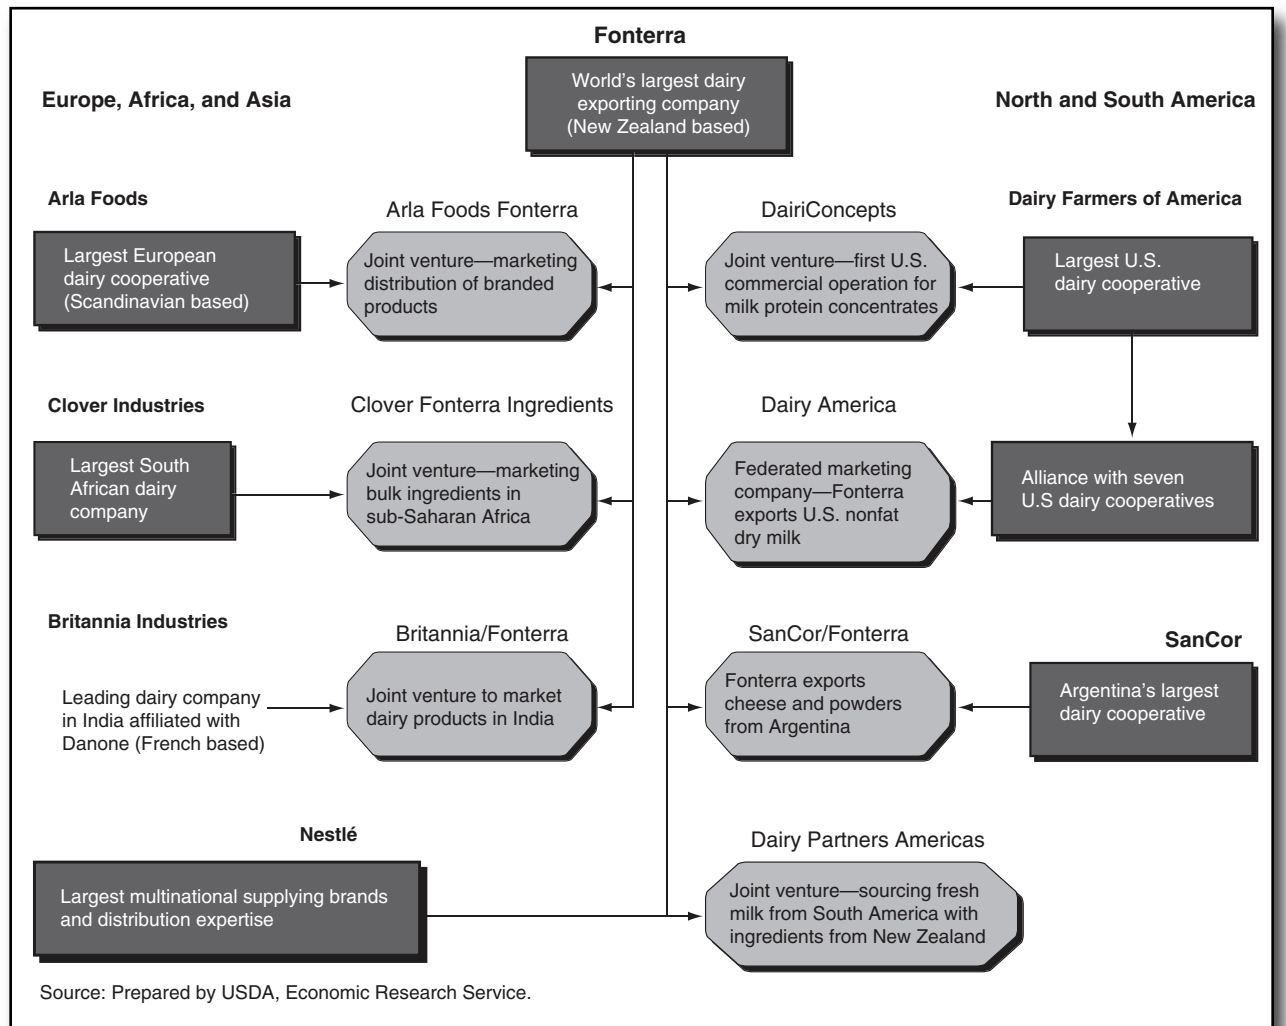 Fonterra
World's largest dairy
exporting company
(New Zealand based)
Europe, Africa, and Asia
North and South America
Arla Foods
Largest European
dairy cooperative
(Scandinavian based)
Arla Foods Fonterra
Joint venture—marketing
distribution of branded
products
DairiConcepts
Joint venture—first U.S.
commercial operation for
milk protein concentrates
Dairy Farmers of America
Largest U.S.
dairy cooperative
Clover Industries
Largest South
African dairy
company
Clover Fonterra Ingredients
Joint venture—marketing
bulk ingredients in
sub-Saharan Africa
Dairy America
Federated marketing
company—Fonterra
exports U.S. nonfat
dry milk
Alliance with seven
U.S dairy cooperatives
Britannia Industries
Leading dairy company
in India affiliated with
Danone (French based)
Britannia/Fonterra
Joint venture to market
dairy products in India
SanCor/Fonterra
Fonterra exports
cheese and powders
from Argentina
SanCor
Argentina's largest
dairy cooperative
Nestlé
Largest multinational supplying brands
and distribution expertise
Dairy Partners Americas
Joint venture—sourcing fresh
milk from South America with
ingredients from New Zealand
Source: Prepared by USDA, Economic Research Service.